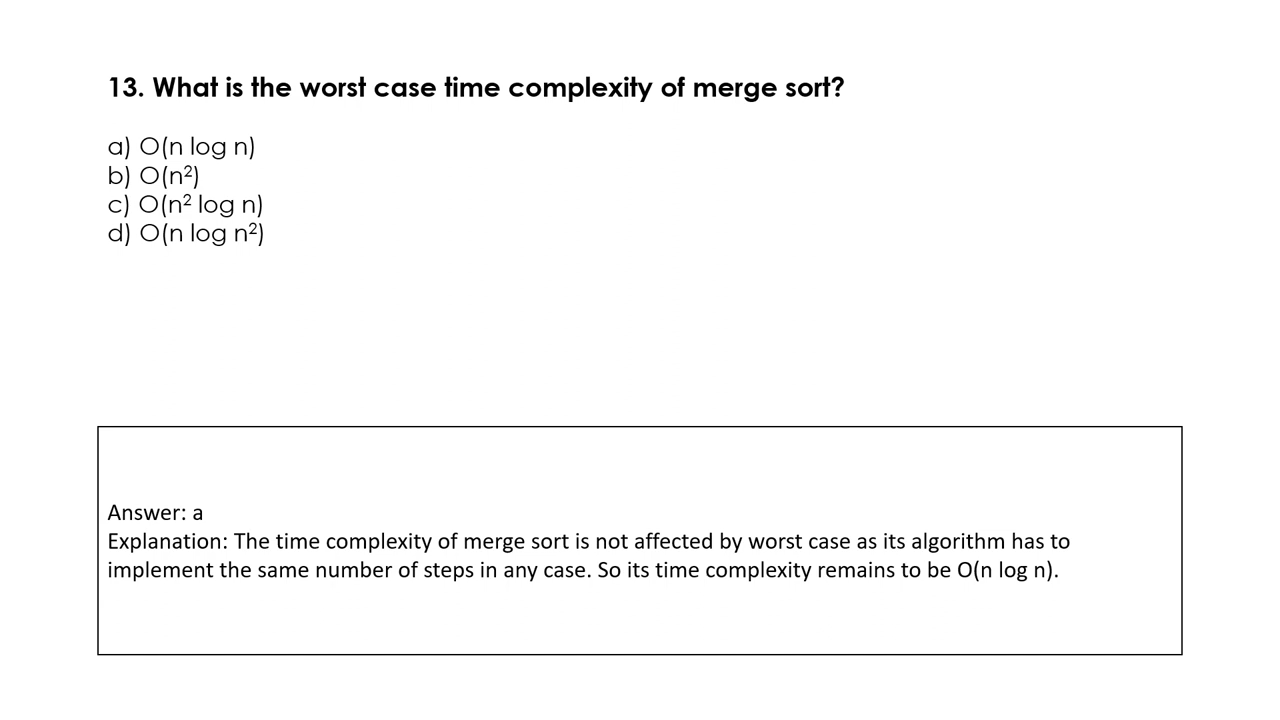 13. What is the worst case time complexity of merge sort?
a) O(n log n)
b) O(n²)
c) O(n² log n)
d) O(n log n²)
Answer: a
Explanation: The time complexity of merge sort is not affected by worst case as its algorithm has to
implement the same number of steps in any case. So its time complexity remains to be O(n log n).